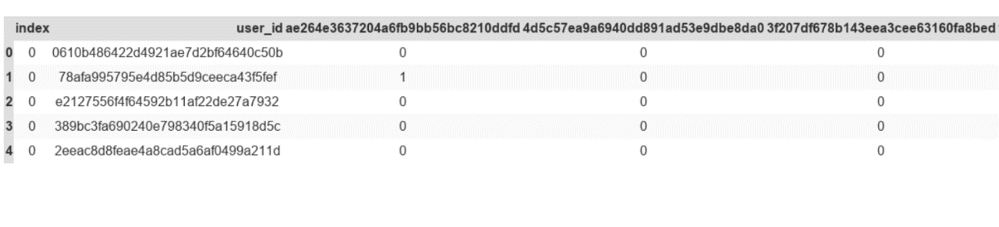 index user_id ae264e3637204a6fb9bb56bc8210ddfd 4d5c57ea9a6940dd891ad53e9dbe8da0 3f207df678b143eea3cee63160fa8bed
0 0 0610b486422d4921ae7d2bf64640c50b 0 0 0
1 0 78afa995795e4d85b5d9ceeca43f5fef 1 0 0
2 0 e2127556f4f64592b11af22de27a7932 0 0 0
3 0 389bc3fa690240e798340f5a15918d5c 0 0 0
4 0 2eeac8d8feae4a8cad5a6af0499a211d 0 0 0